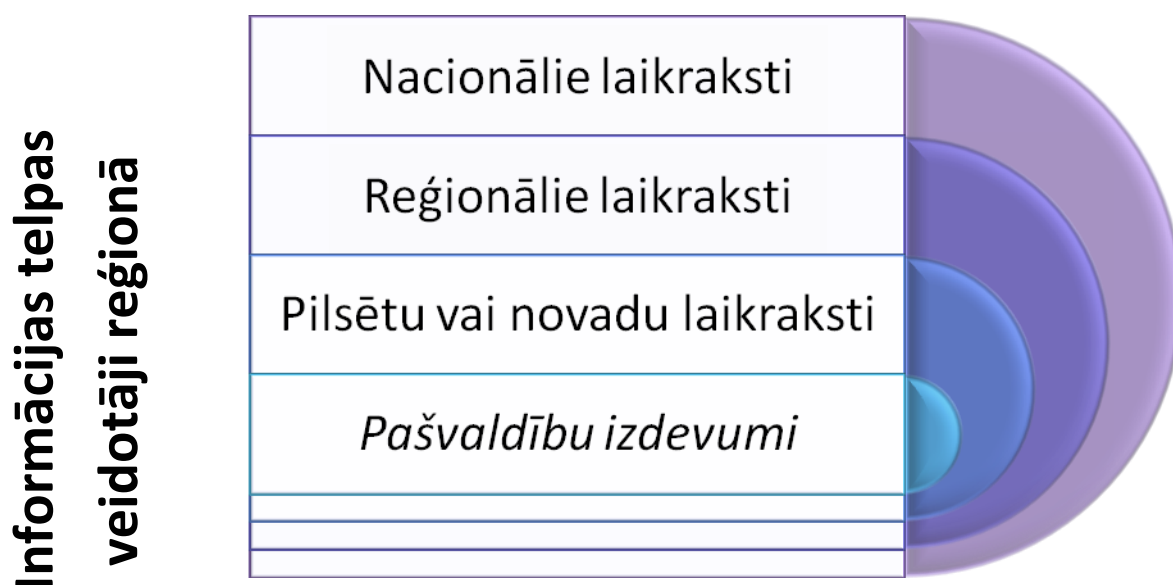 Informācijas telpas
veidotāji reģionā
Nacionālie laikraksti
Reģionālie laikraksti
Pilsētu vai novadu laikraksti
Pašvaldību izdevumi